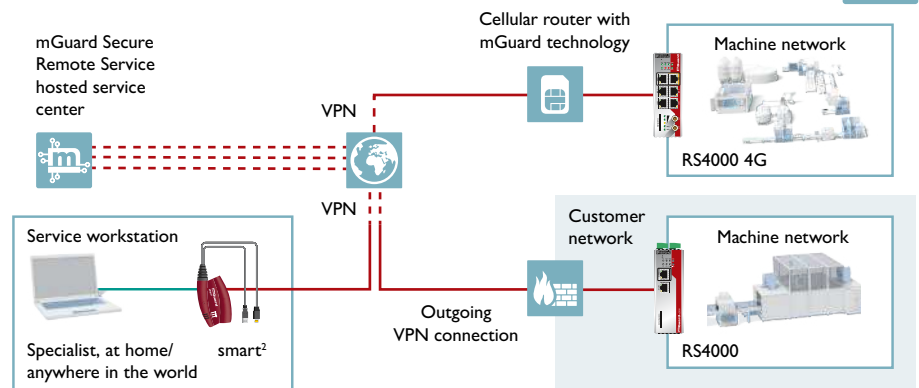 mGuard Secure
Remote Service
hosted service
center
VPN
Cellular router with
mGuard technology
Machine network
RS4000 4G
VPN
Service workstation
Specialist, at home/
anywhere in the world
smart²
Outgoing
VPN connection
Customer
network
Machine network
RS4000